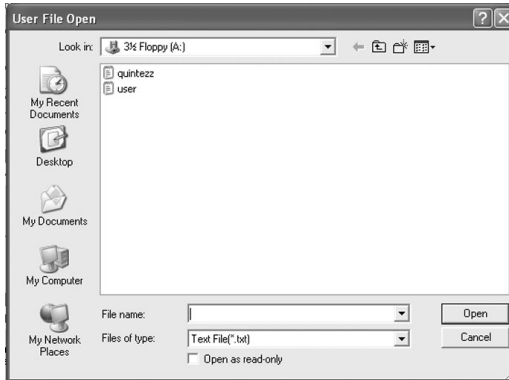 User File Open
Look in: 3½ Floppy (A:)
quintezz
user
My Recent
Documents
Desktop
My Documents
My Computer
My Network
Places
File name:
Open
Files of type: Text File(*.txt)
Cancel
Open as read-only